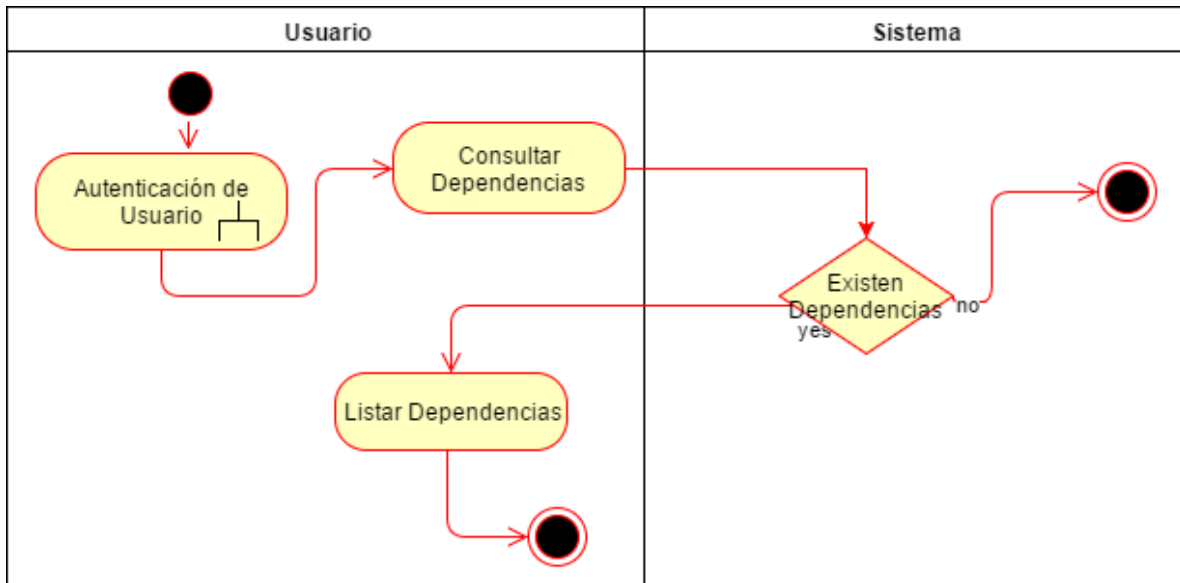 Usuario
Sistema
Autenticación de
Usuario
Consultar
Dependencias
Existen
Dependencias
no
yes
Listar Dependencias